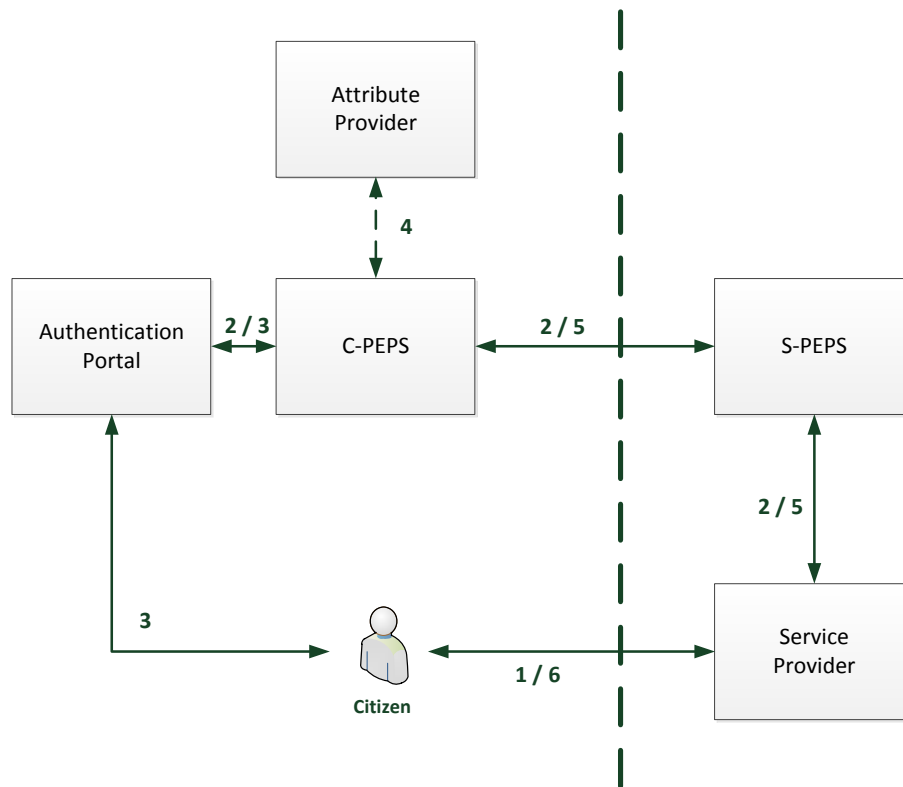 Attribute
Provider
4
Authentication
Portal
2 / 3
C-PEPS
2 / 5
S-PEPS
2 / 5
3
Citizen
1 / 6
Service
Provider